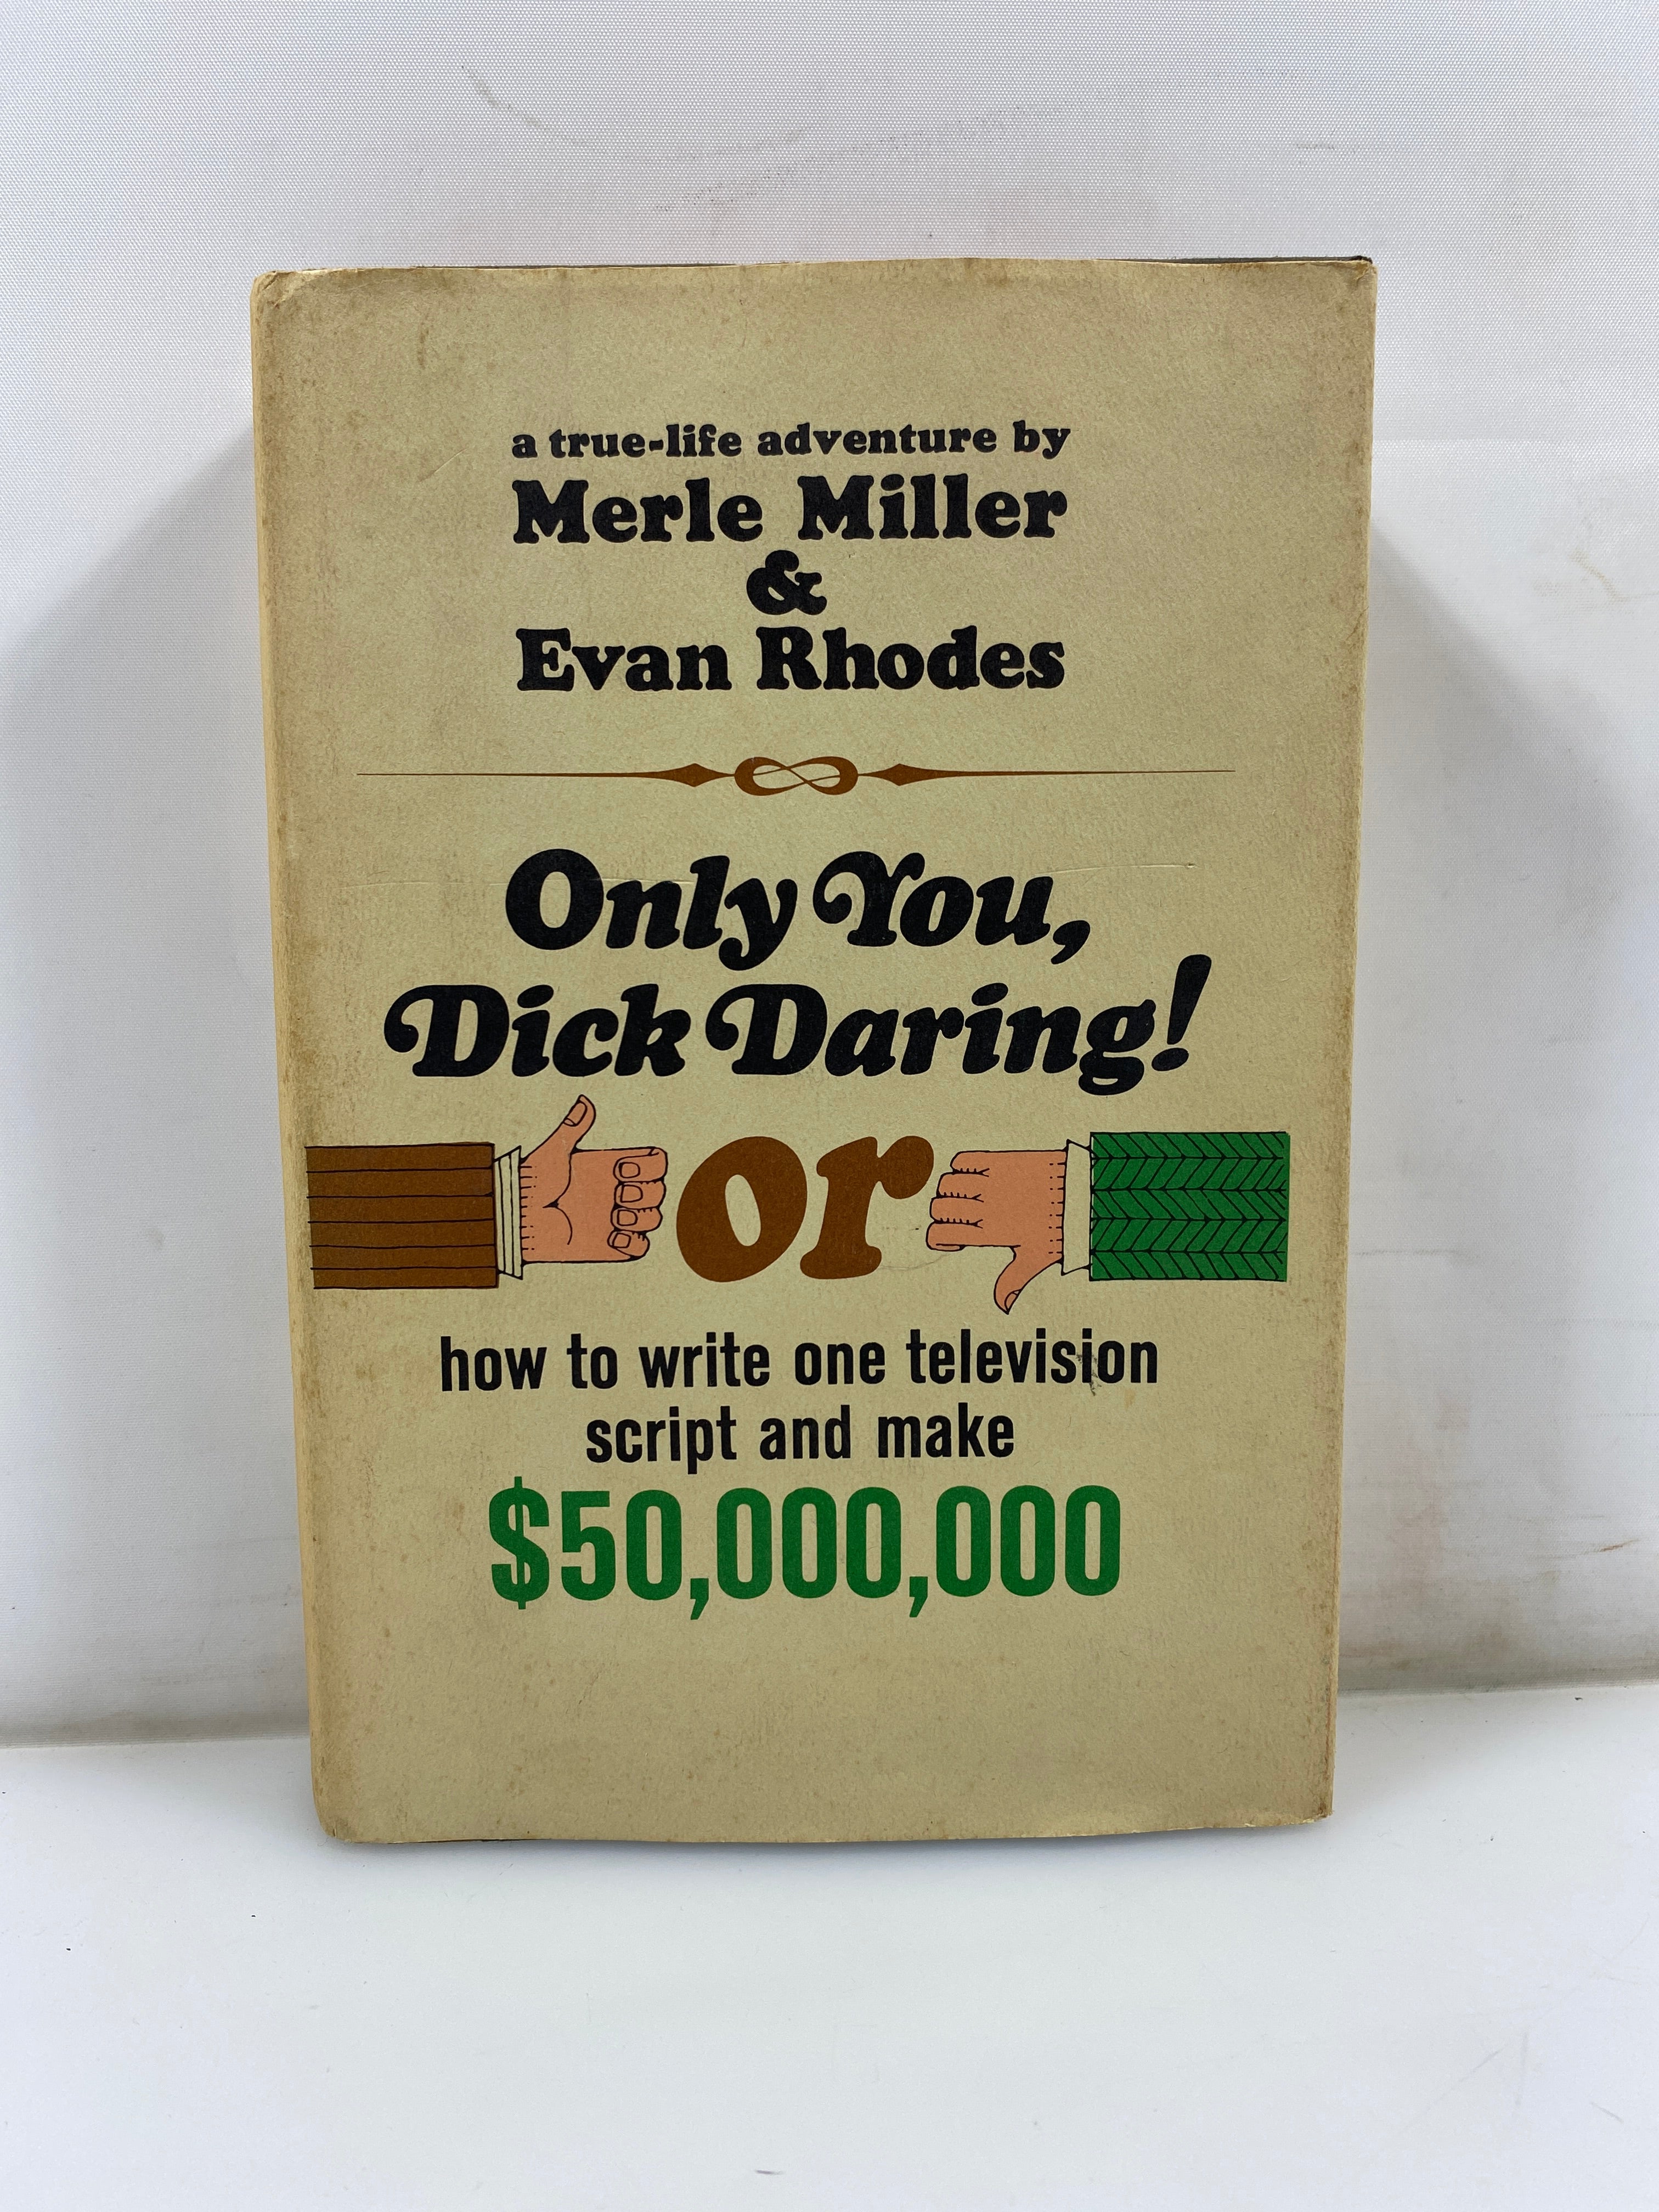 a true-life adventure by
Merle Miller
&
Evan Rhodes
Only You,
Dick Daring!
or
how to write one television
script and make
$50,000,000